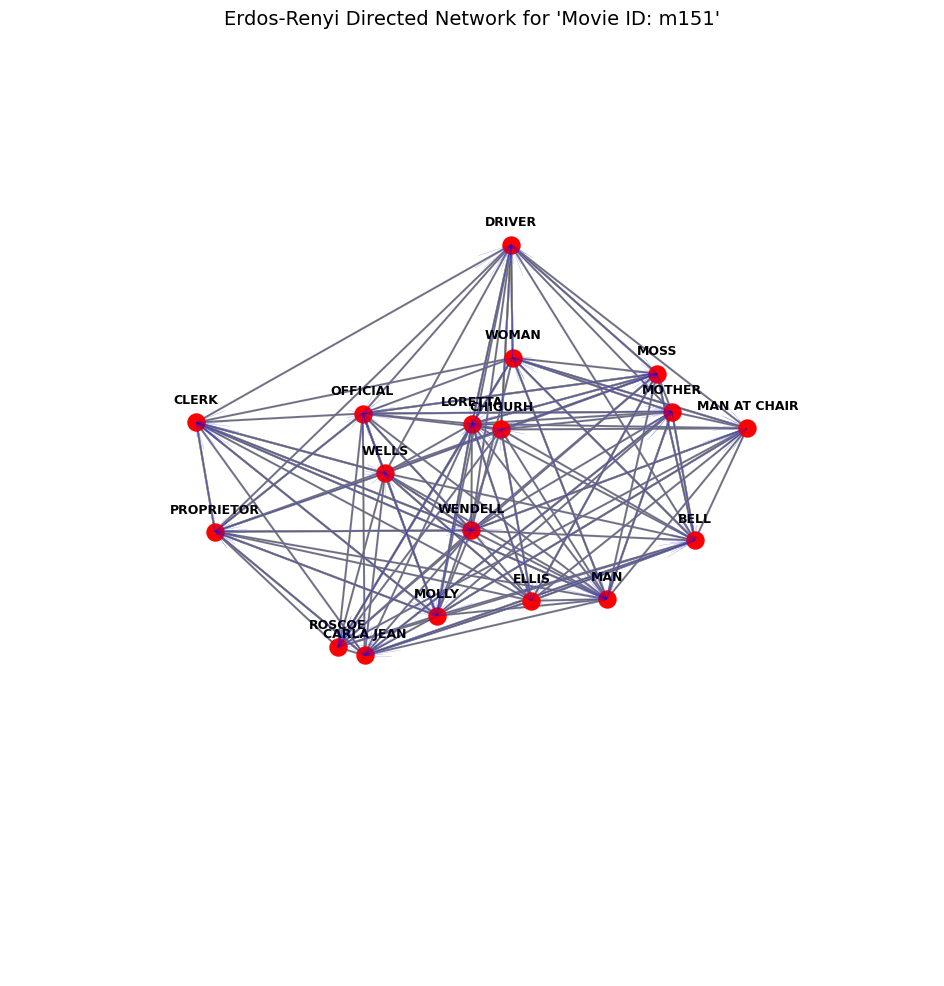 Erdos-Renyi Directed Network for 'Movie ID: m151'
DRIVER
WOMAN
MOSS
OFFICIAL
MOTHER
CLERK
LORETTA
CHIGURH
MAN AT CHAIR
WELLS
PROPRIETOR
WENDELL
BELL
ELLIS
MAN
MOLLY
ROSCOE
CARLA JEAN